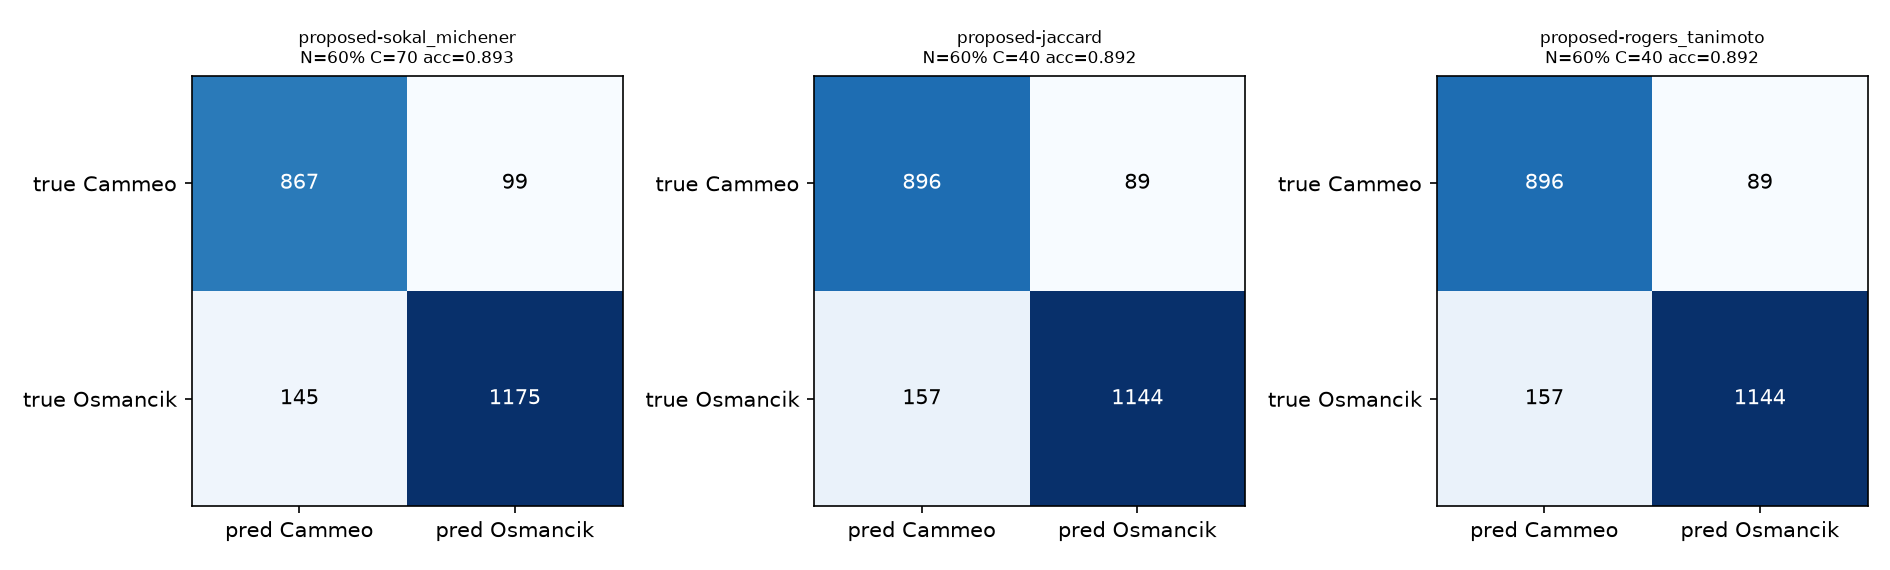 proposed-sokal_michener
N=60% C=70 acc=0.893
true Cammeo
867
99
true Osmancik
145
1175
pred Cammeo
pred Osmancik
proposed-jaccard
N=60% C=40 acc=0.892
true Cammeo
896
89
true Osmancik
157
1144
pred Cammeo
pred Osmancik
proposed-rogers_tanimoto
N=60% C=40 acc=0.892
true Cammeo
896
89
true Osmancik
157
1144
pred Cammeo
pred Osmancik